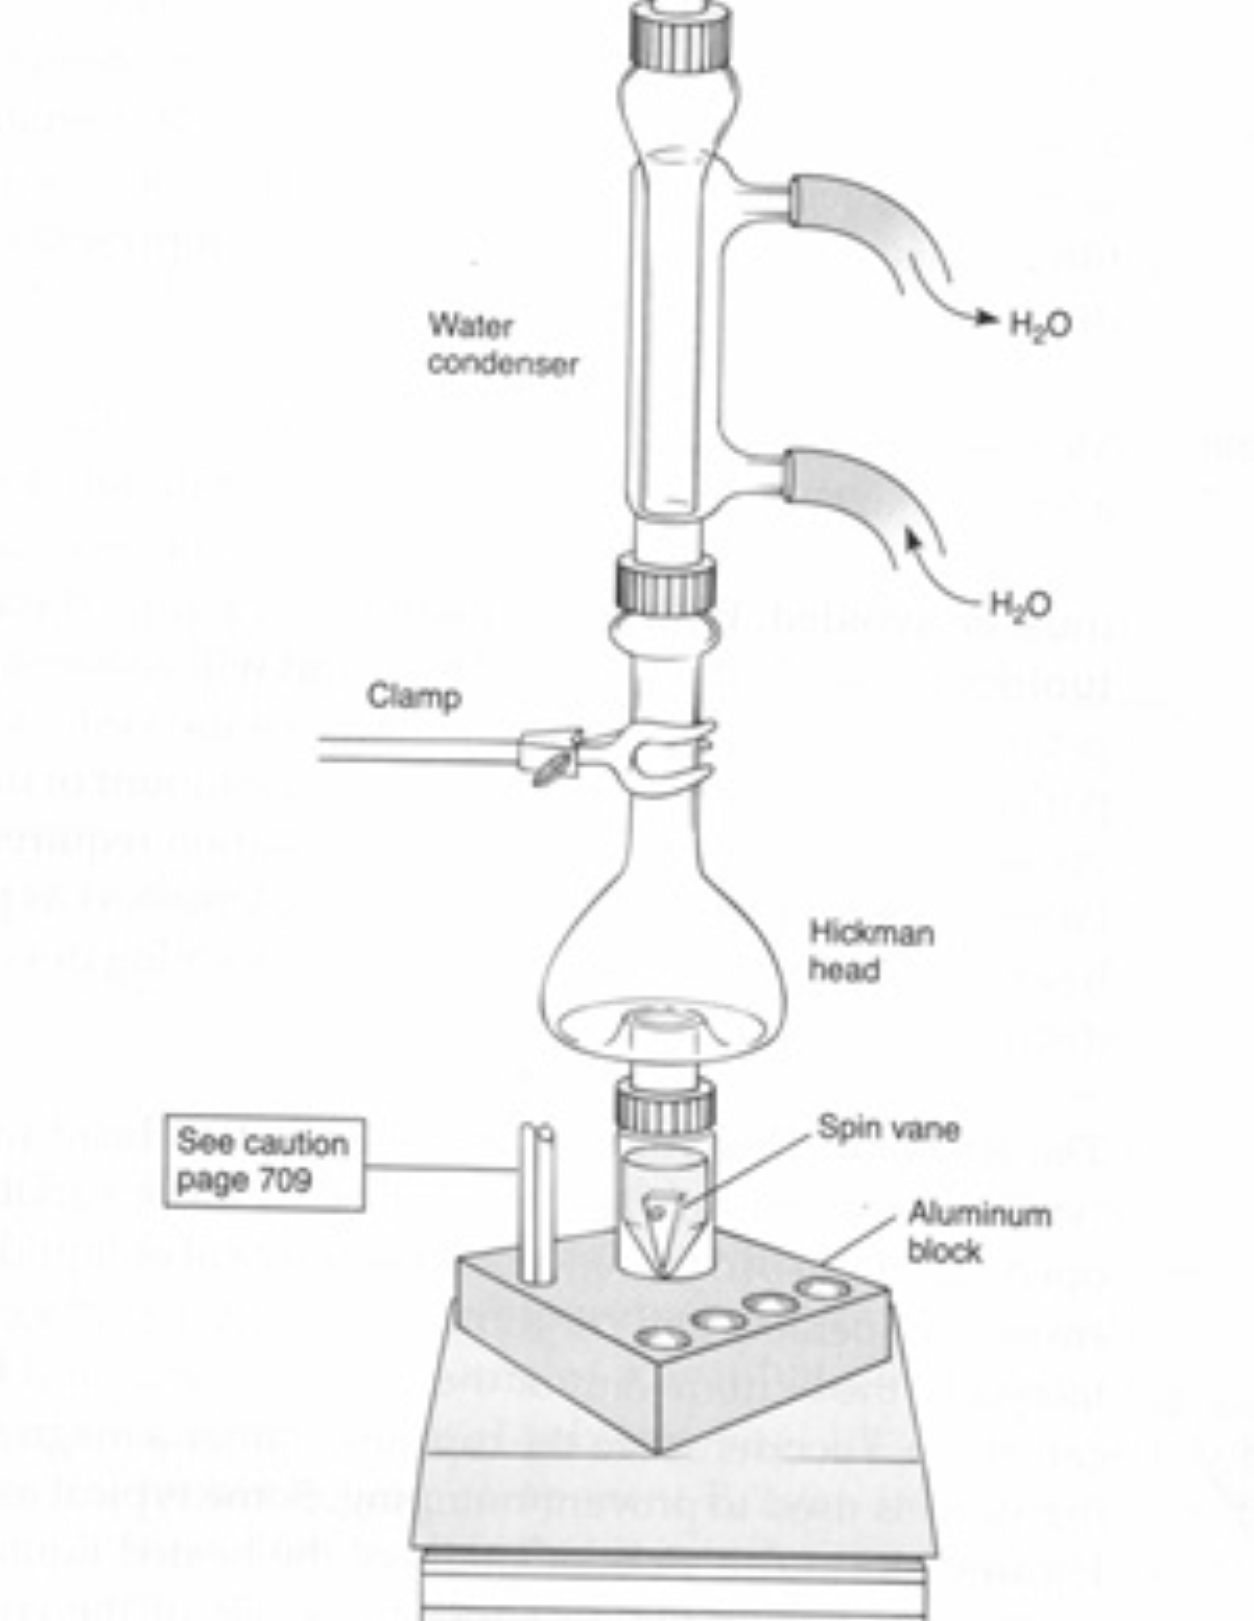 H₂O
Water
condenser
H₂O
Clamp
Hickman
head
See caution
page 709
Spin vane
Aluminum
block